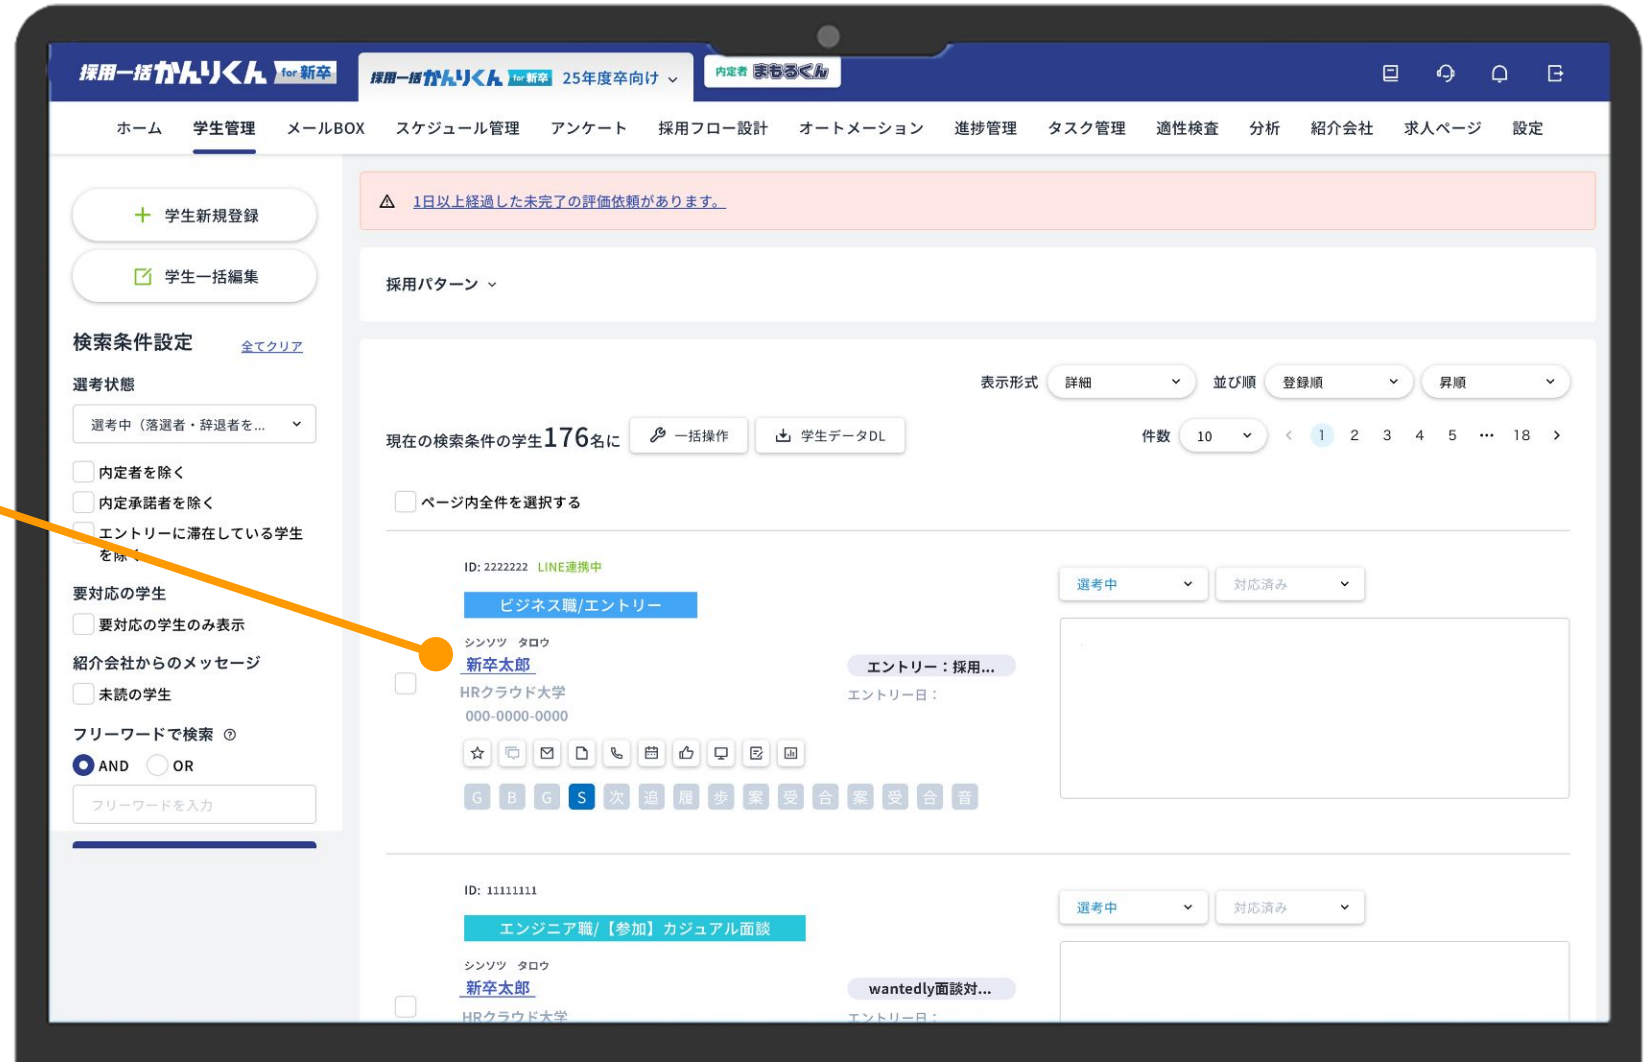 採用一括かんりくん for 新卒
採用一括かんりくん for 新卒 25年度卒向け
内定者 まもるくん
ホーム 学生管理 メールBOX スケジュール管理 アンケート 採用フロー設計 オートメーション 進捗管理 タスク管理 適性検査 分析 紹介会社 求人ページ 設定
学生新規登録
学生一括編集
検索条件設定 全てクリア
選考状態
選考中（落選者・辞退者を...
内定者を除く
内定承諾者を除く
エントリーに滞在している学生
を除く
要対応の学生
要対応の学生のみ表示
紹介会社からのメッセージ
未読の学生
フリーワードで検索
AND OR
フリーワードを入力
1日以上経過した未完了の評価依頼があります。
採用パターン
表示形式 詳細 並び順 登録順 昇順
現在の検索条件の学生176名に 一括操作 学生データDL
件数 10 < 1 2 3 4 5 … 18 >
ページ内全件を選択する
ID: 2222222 LINE連携中
ビジネス職/エントリー
シンソツ タロウ
新卒太郎
HRクラウド大学
000-0000-0000
エントリー：採用...
エントリー日：
選考中 対応済み
G B G S 次 追 履 歩 案 受 合 案 受 合 音
ID: 11111111
エンジニア職/【参加】カジュアル面談
シンソツ タロウ
新卒太郎
HRクラウド大学
wantedly面談対...
エントリー日：
選考中 対応済み